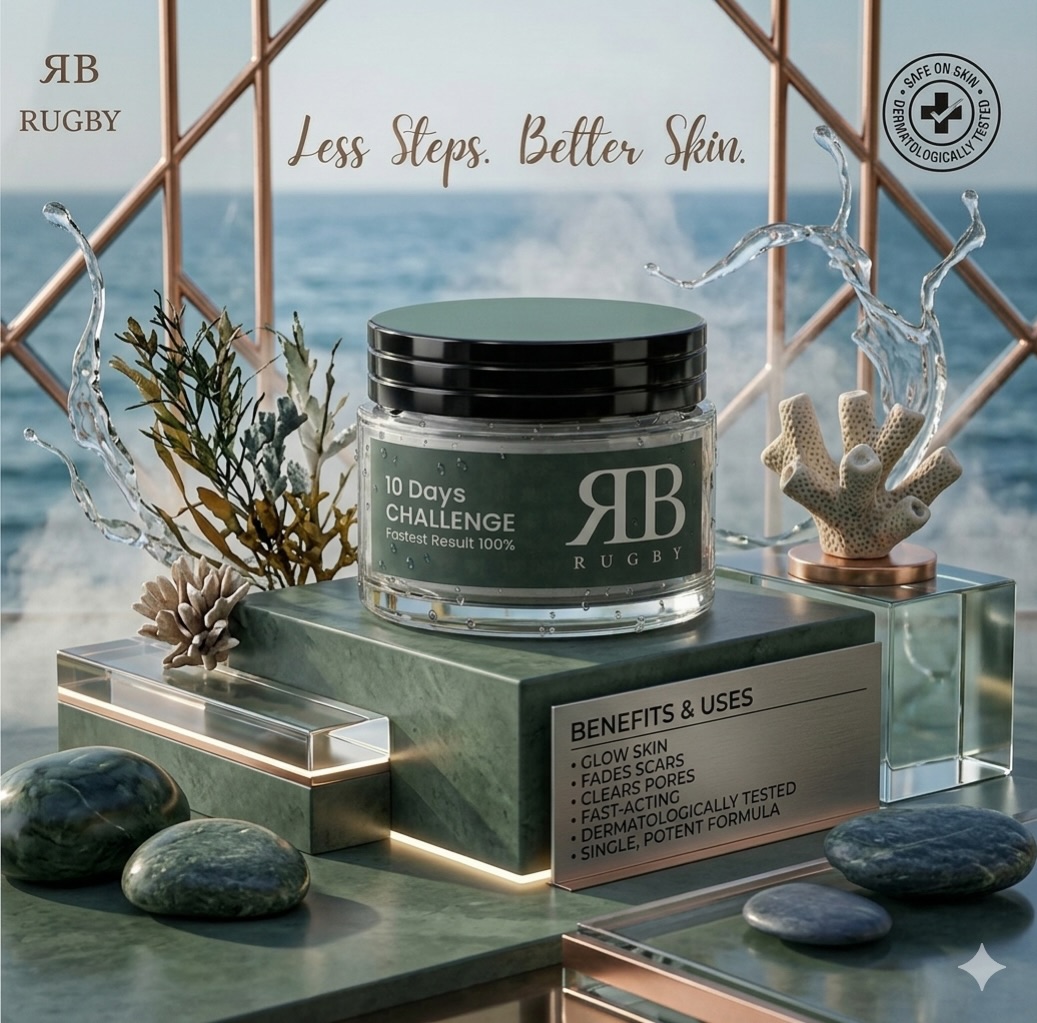 ЯB
RUGBY
Less Steps. Better Skin.
• SAFE ON SKIN •
DERMATOLOGICALLY TESTED
10 Days
CHALLENGE
Fastest Result 100%
ЯB
RUGBY
BENEFITS & USES
• GLOW SKIN
• FADES SCARS
• CLEARS PORES
• FAST-ACTING
• DERMATOLOGICALLY TESTED
• SINGLE, POTENT FORMULA